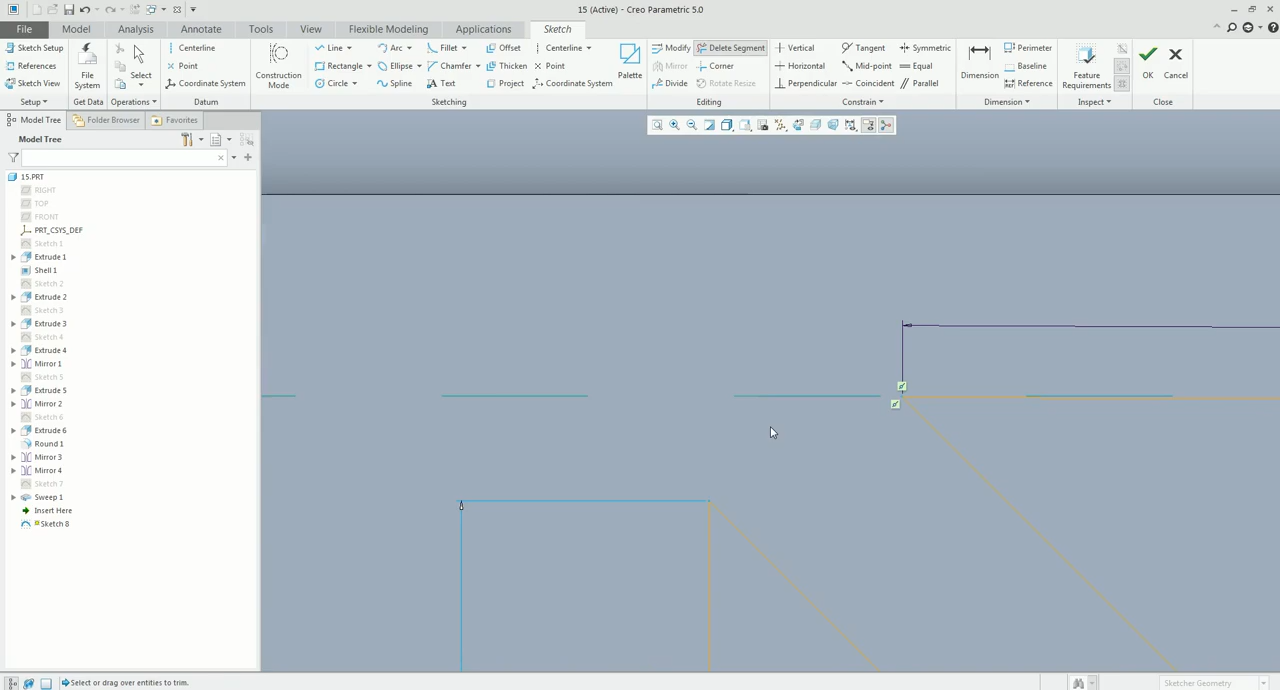 15 (Active) - Creo Parametric 5.0
File Model Analysis Annotate Tools View Flexible Modeling Applications Sketch
Sketch Setup Centerline Line Arc Fillet Offset Centerline Modify Delete Segment Vertical Tangent Symmetric Perimeter
References Point Rectangle Ellipse Chamfer Thicken Point Mirror Corner Horizontal Mid-point Equal Baseline
Sketch View File System Select Coordinate System Construction Mode Circle Spline Text Project Coordinate System Palette Divide Rotate Resize Perpendicular Coincident Parallel Dimension Reference Feature Requirements OK Cancel
Setup Get Data Operations Datum Sketching Editing Constrain Dimension Inspect Close
Model Tree Folder Browser Favorites
Model Tree
15.PRT
RIGHT
TOP
FRONT
PRT_CSYS_DEF
Sketch 1
Extrude 1
Shell 1
Sketch 2
Extrude 2
Sketch 3
Extrude 3
Sketch 4
Extrude 4
Mirror 1
Sketch 5
Extrude 5
Mirror 2
Sketch 6
Extrude 6
Round 1
Mirror 3
Mirror 4
Sketch 7
Sweep 1
Insert Here
Sketch 8
Select or drag over entities to trim.
Sketcher Geometry